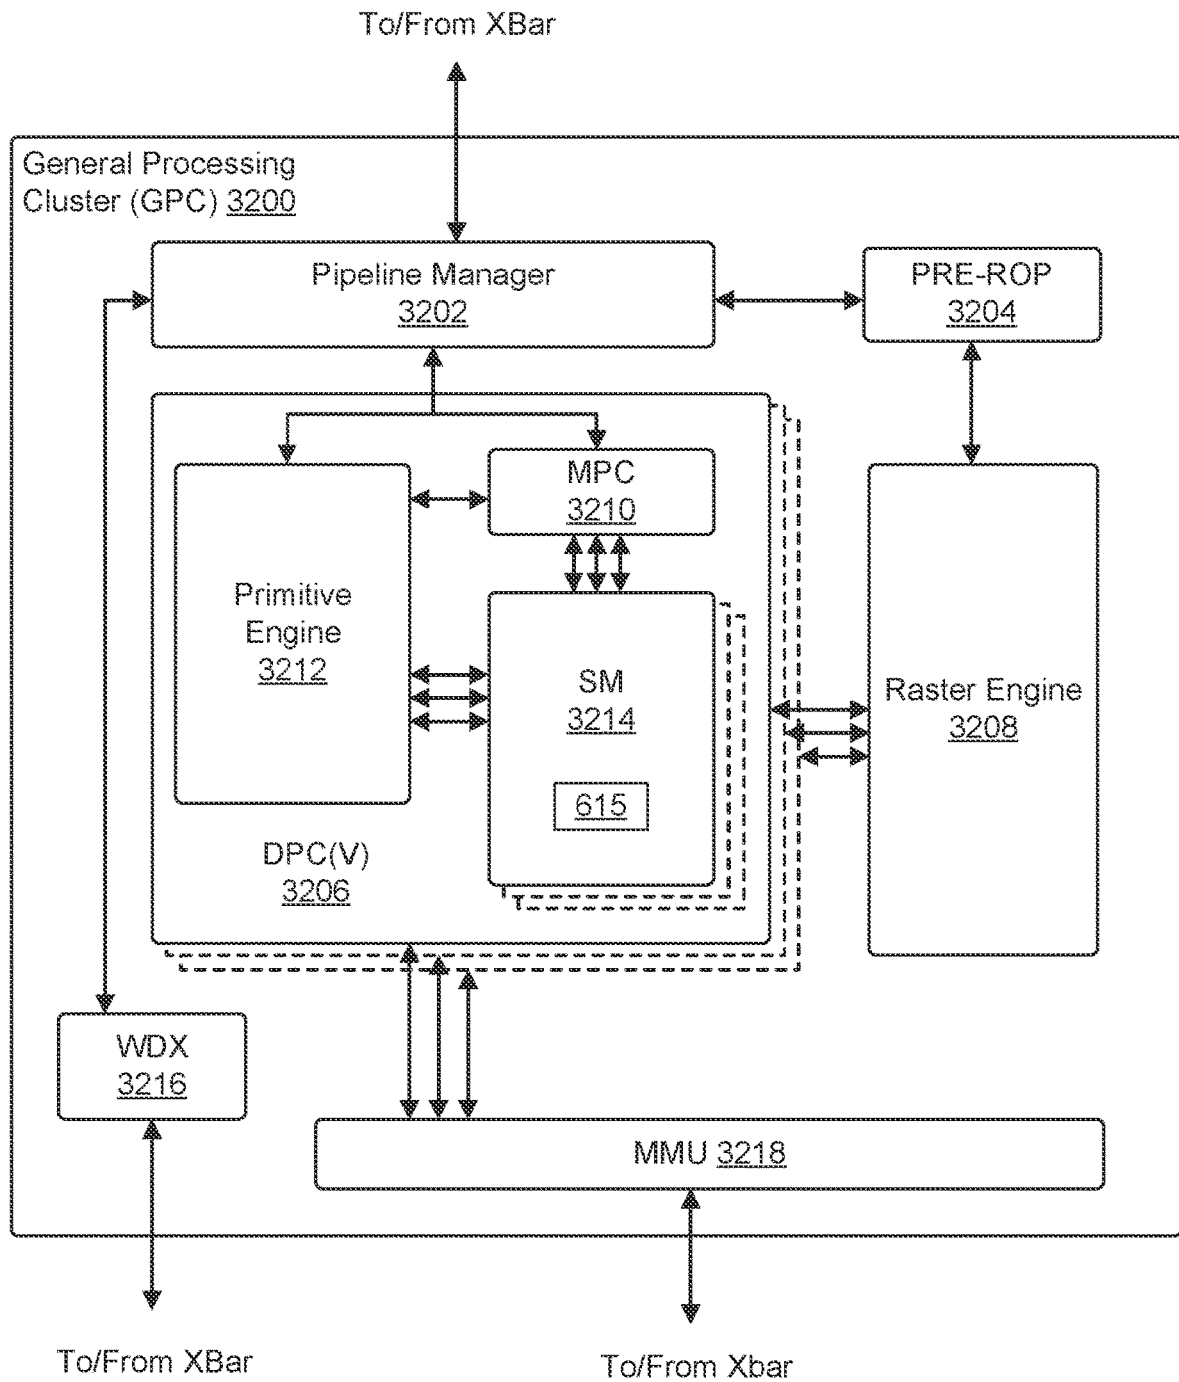 To/From XBar
General Processing
Cluster (GPC) 3200
Pipeline Manager
3202
PRE-ROP
3204
MPC
3210
Primitive
Engine
3212
SM
3214
615
Raster Engine
3208
DPC(V)
3206
WDX
3216
MMU 3218
To/From XBar
To/From Xbar